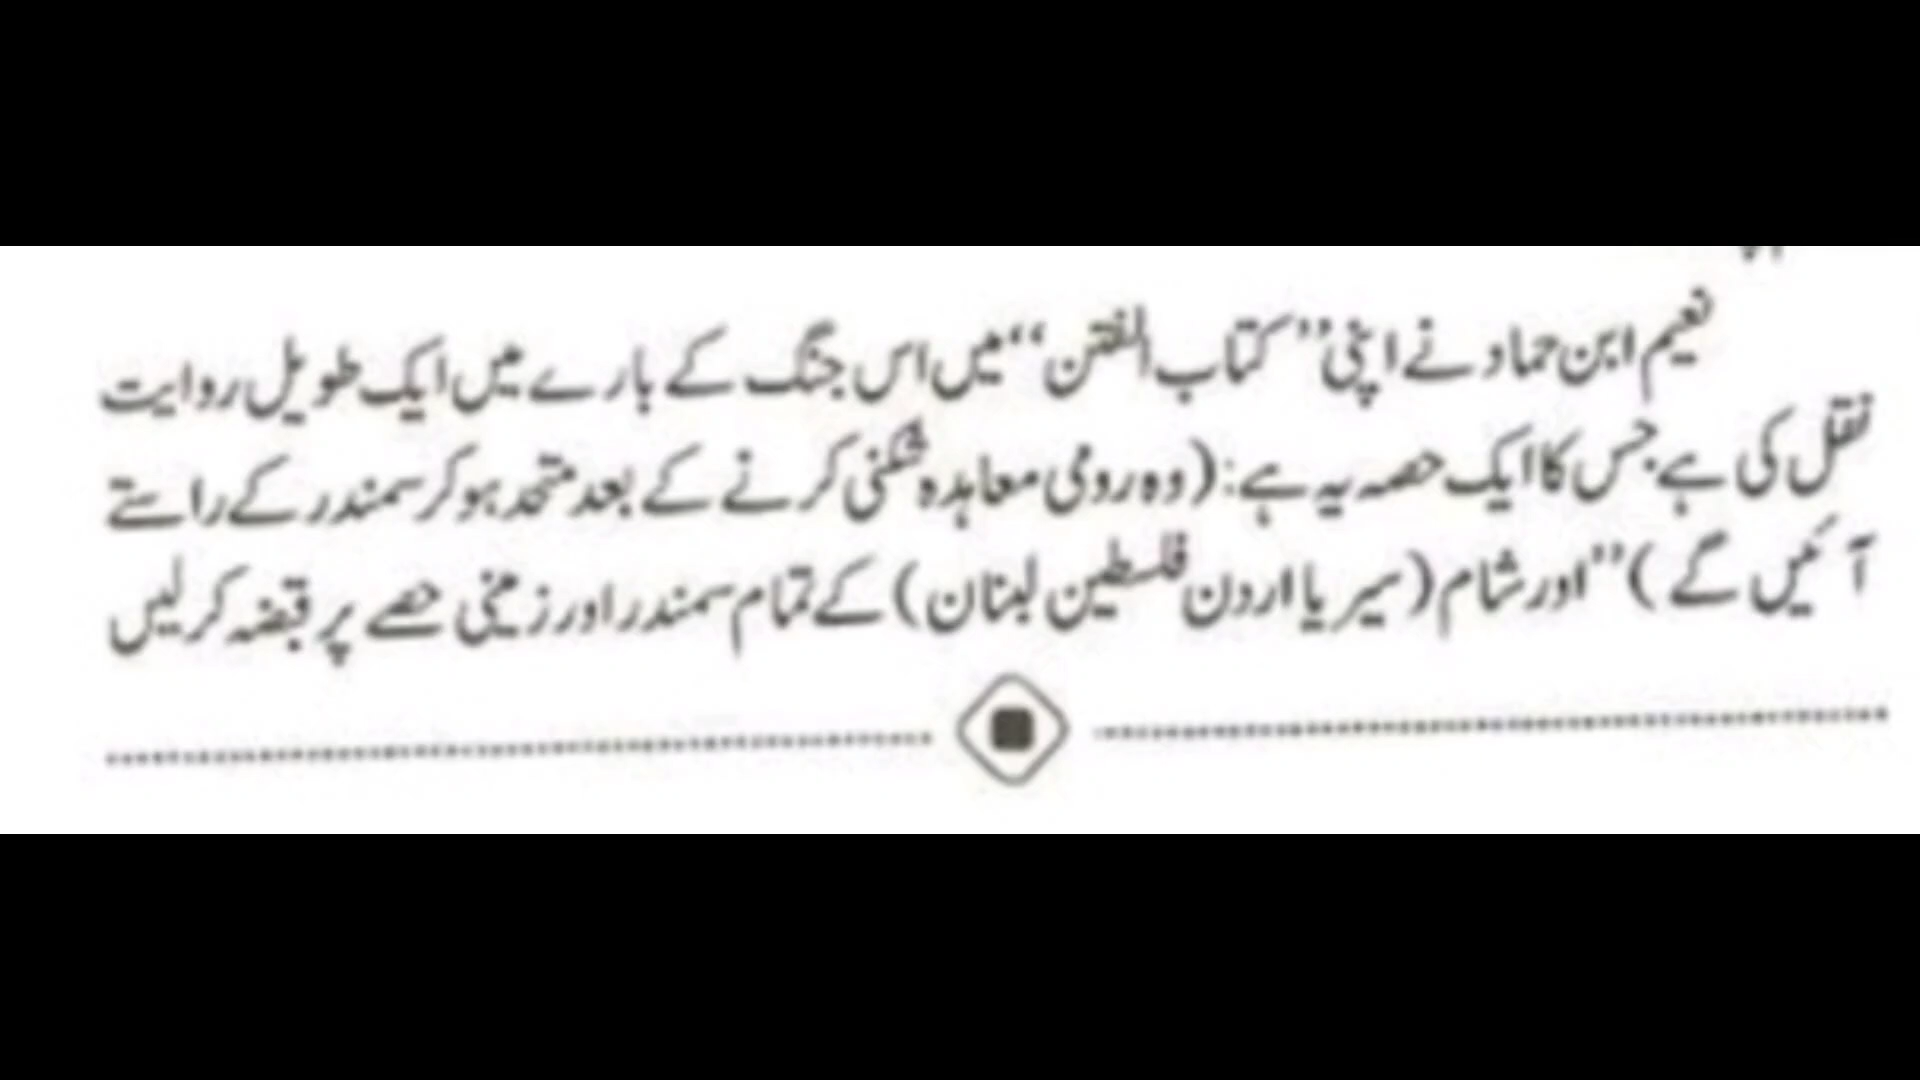 نعیم ابن حماد نے اپنی ”کتاب الفتن“ میں اس جنگ کے بارے میں ایک طویل روایت
نقل کی ہے جس کا ایک حصہ یہ ہے: (وہ رومی معاہدہ شکنی کرنے کے بعد متحد ہو کر سمندر کے راستے
آئیں گے) ”اور شام (سیریا اردن فلسطین لبنان) کے تمام سمندر اور زمینی حصے پر قبضہ کر لیں